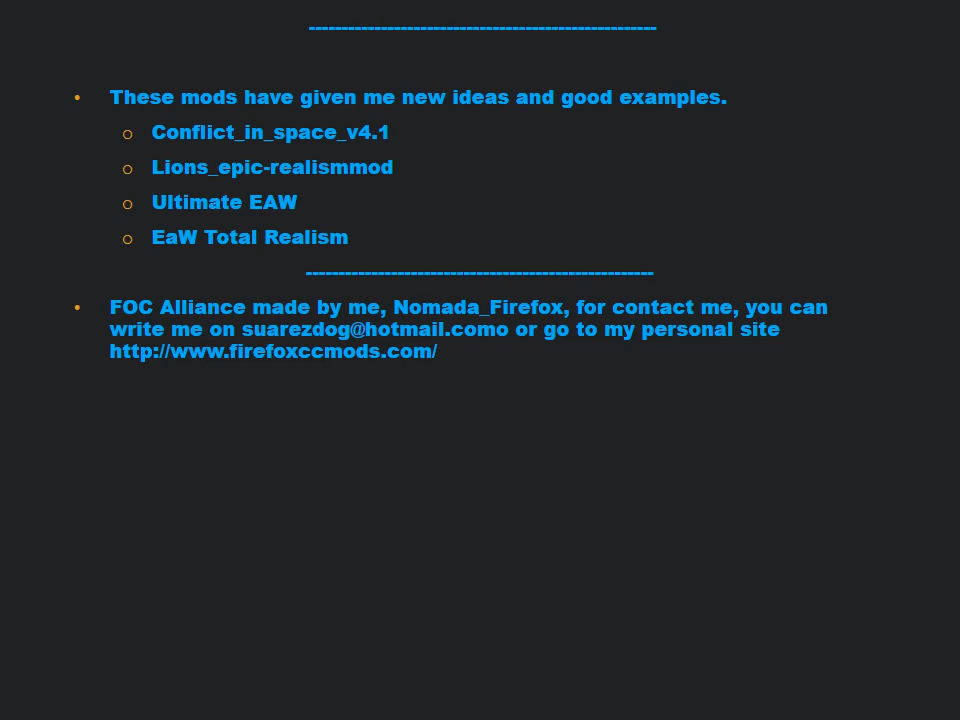 -----------------------------------------------------
• These mods have given me new ideas and good examples.
o Conflict_in_space_v4.1
o Lions_epic-realismmod
o Ultimate EAW
o EaW Total Realism
-----------------------------------------------------
• FOC Alliance made by me, Nomada_Firefox, for contact me, you can
write me on suarezdog@hotmail.como or go to my personal site
http://www.firefoxccmods.com/